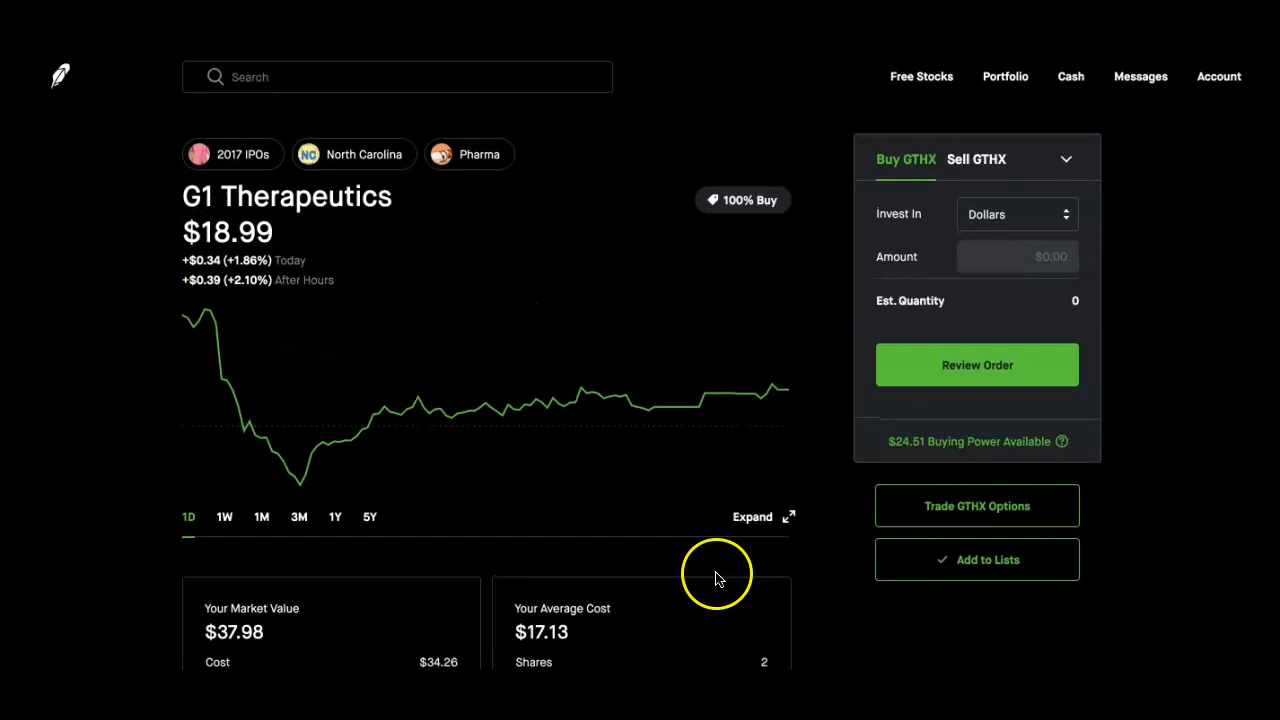 Search
Free Stocks Portfolio Cash Messages Account
2017 IPOs NC North Carolina Pharma
G1 Therapeutics
$18.99
100% Buy
+$0.34 (+1.86%) Today
+$0.39 (+2.10%) After Hours
1D 1W 1M 3M 1Y 5Y Expand
Your Market Value
$37.98
Cost $34.26
Your Average Cost
$17.13
Shares 2
Buy GTHX Sell GTHX
Invest In Dollars
Amount $0.00
Est. Quantity 0
Review Order
$24.51 Buying Power Available ?
Trade GTHX Options
✓ Add to Lists